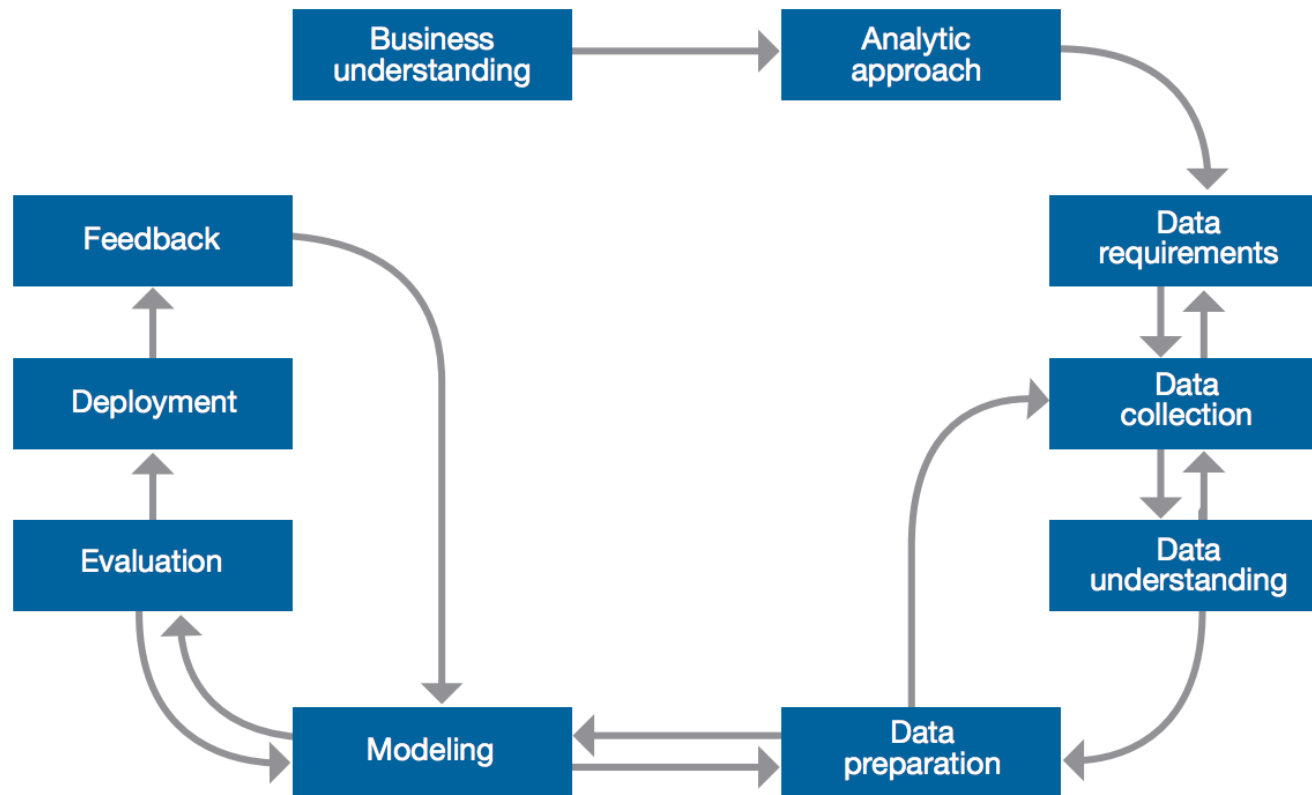 Business
understanding
Analytic
approach
Data
requirements
Data
collection
Data
understanding
Data
preparation
Modeling
Evaluation
Deployment
Feedback